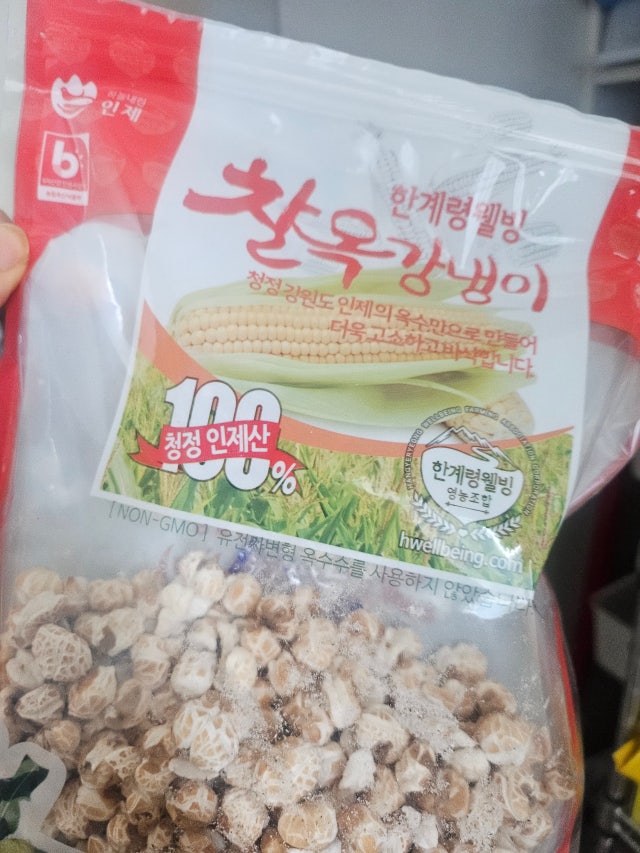 하늘내린
인제
b
한계령웰빙
찰옥강냉이
청정 강원도 인제의 옥수만으로 만들어
더욱 고소하고 바삭합니다.
100%
청정 인제산
한계령웰빙
영농조합
hwellbeing.com
[NON-GMO] 유전자변형 옥수수를 사용하지 않았습니다